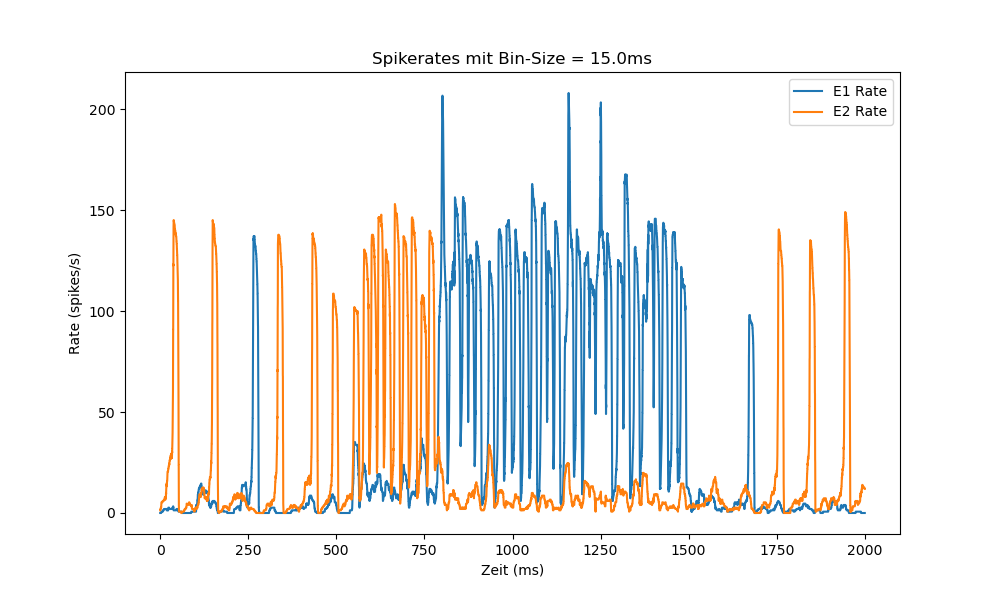 Spikerates mit Bin-Size = 15.0ms
E1 Rate
E2 Rate
200
150
100
50
0
Rate (spikes/s)
0 250 500 750 1000 1250 1500 1750 2000
Zeit (ms)